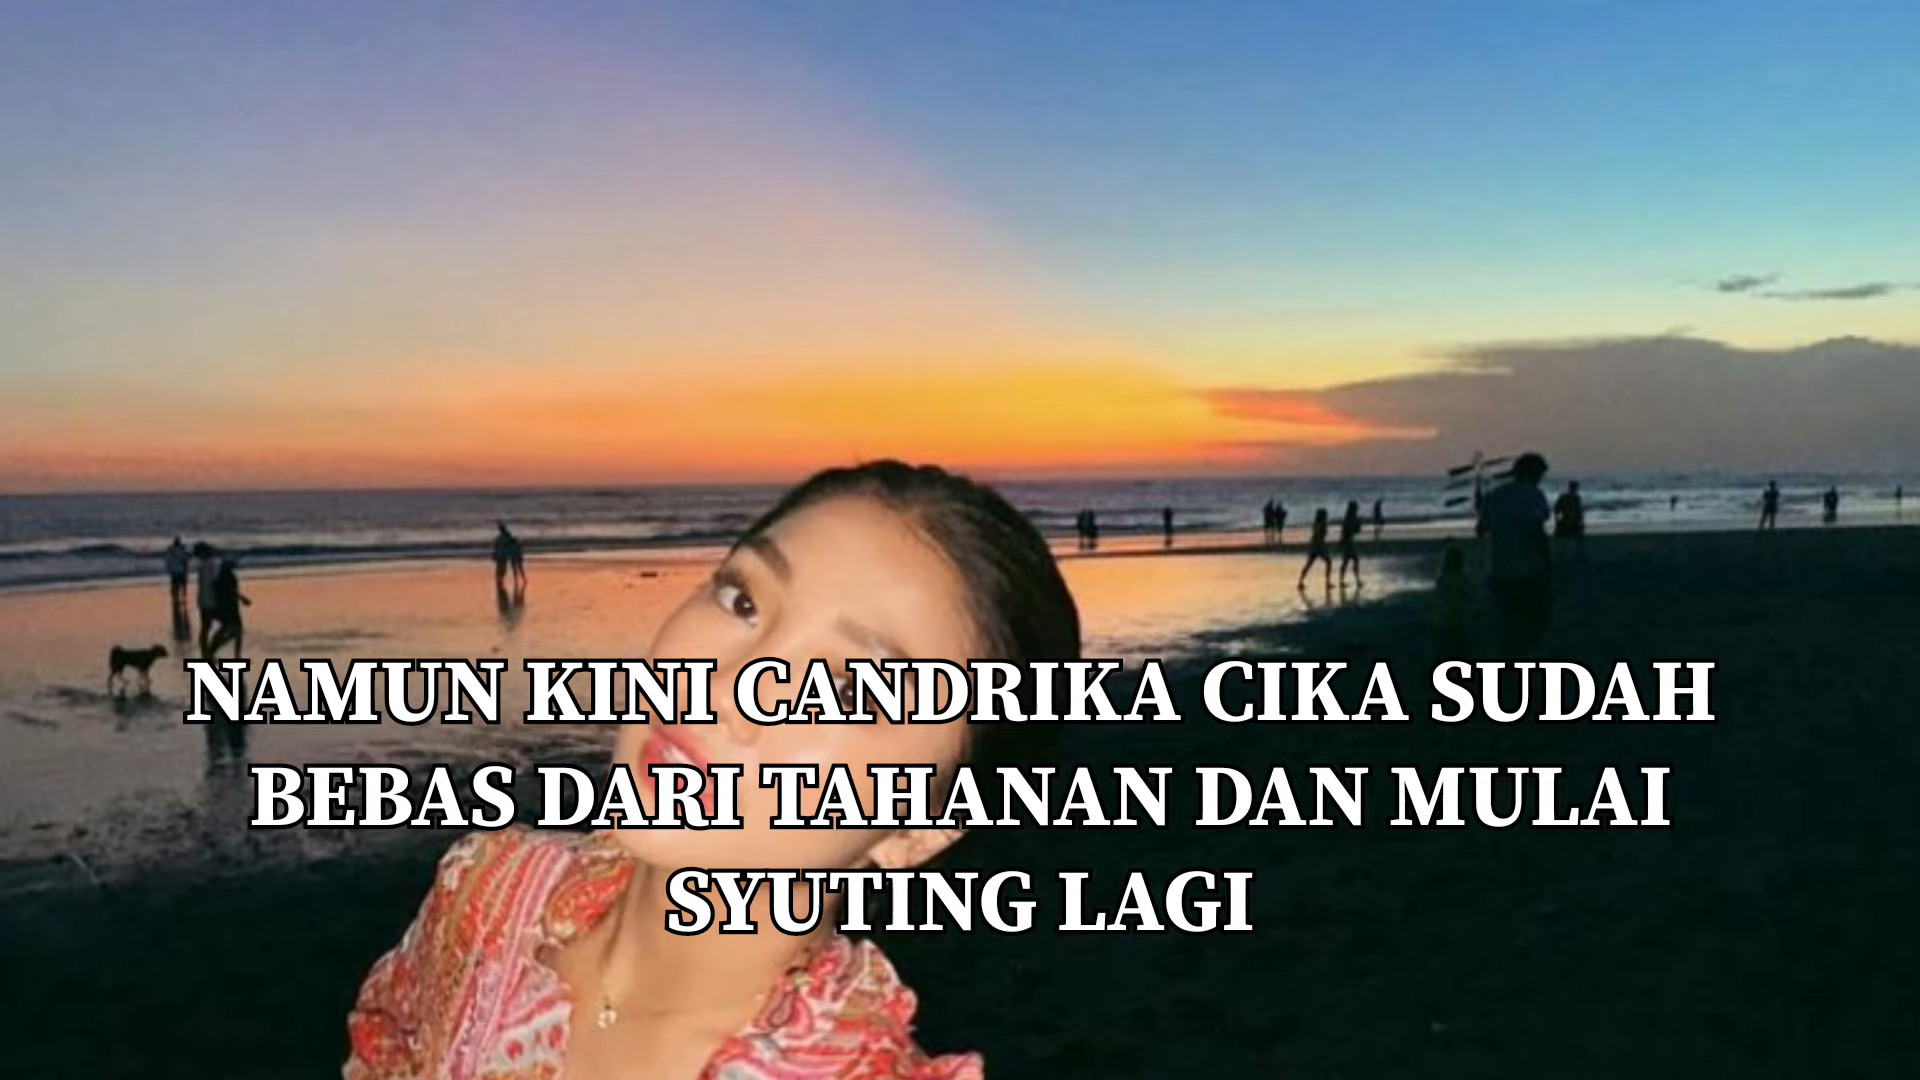 NAMUN KINI CANDRIKA CIKA SUDAH
BEBAS DARI TAHANAN DAN MULAI
SYUTING LAGI